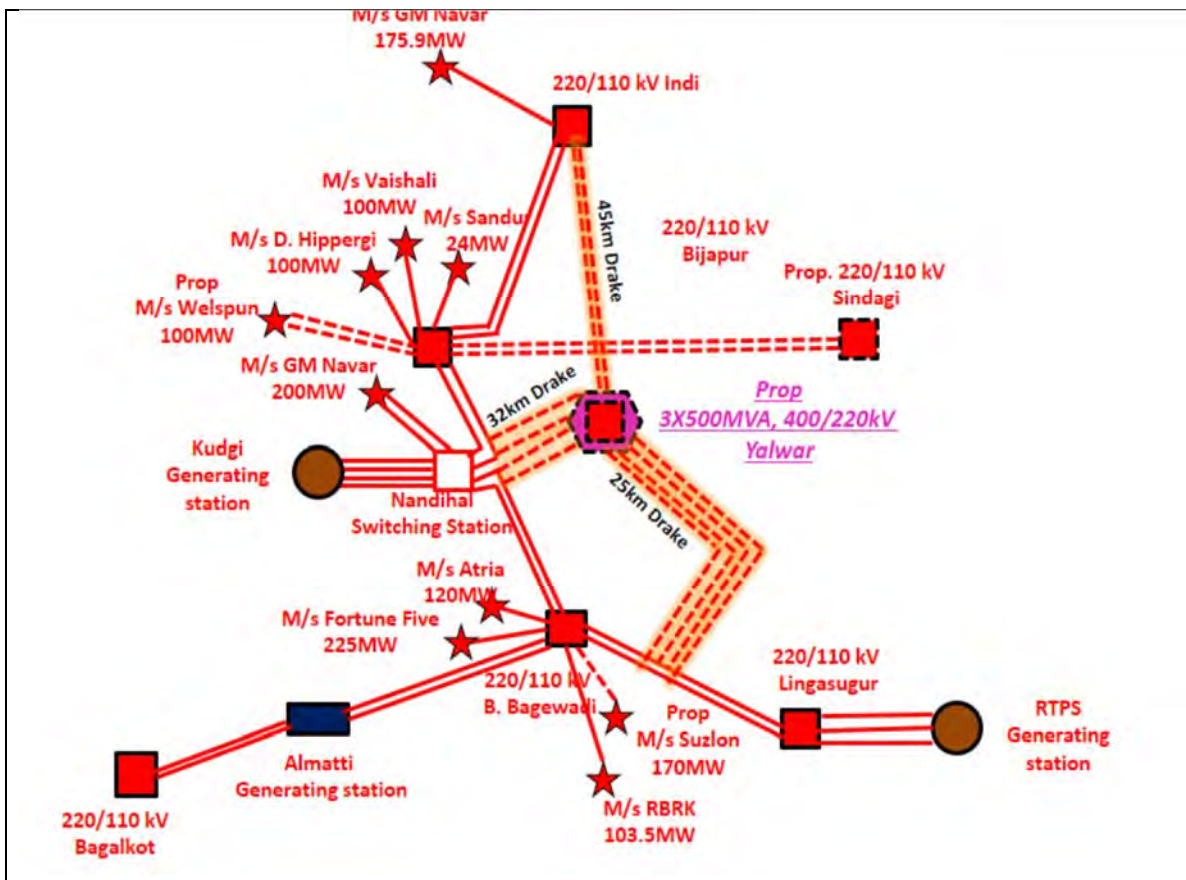 M/s GM Navar
175.9MW
220/110 kV Indi
M/s Vaishali
100MW
M/s Sandur
24MW
M/s D. Hippergi
100MW
Prop
M/s Welspun
100MW
45km Drake
220/110 kV
Bijapur
Prop. 220/110 kV
Sindagi
M/s GM Navar
200MW
32km Drake
Prop
3X500MVA, 400/220kV
Yalwar
Kudgi
Generating
station
Nandihal
Switching Station
25km Drake
M/s Atria
120MW
M/s Fortune Five
225MW
220/110 kV
B. Bagewadi
Prop
M/s Suzlon
170MW
220/110 kV
Lingasugur
RTPS
Generating
station
Almatti
Generating station
M/s RBRK
103.5MW
220/110 kV
Bagalkot